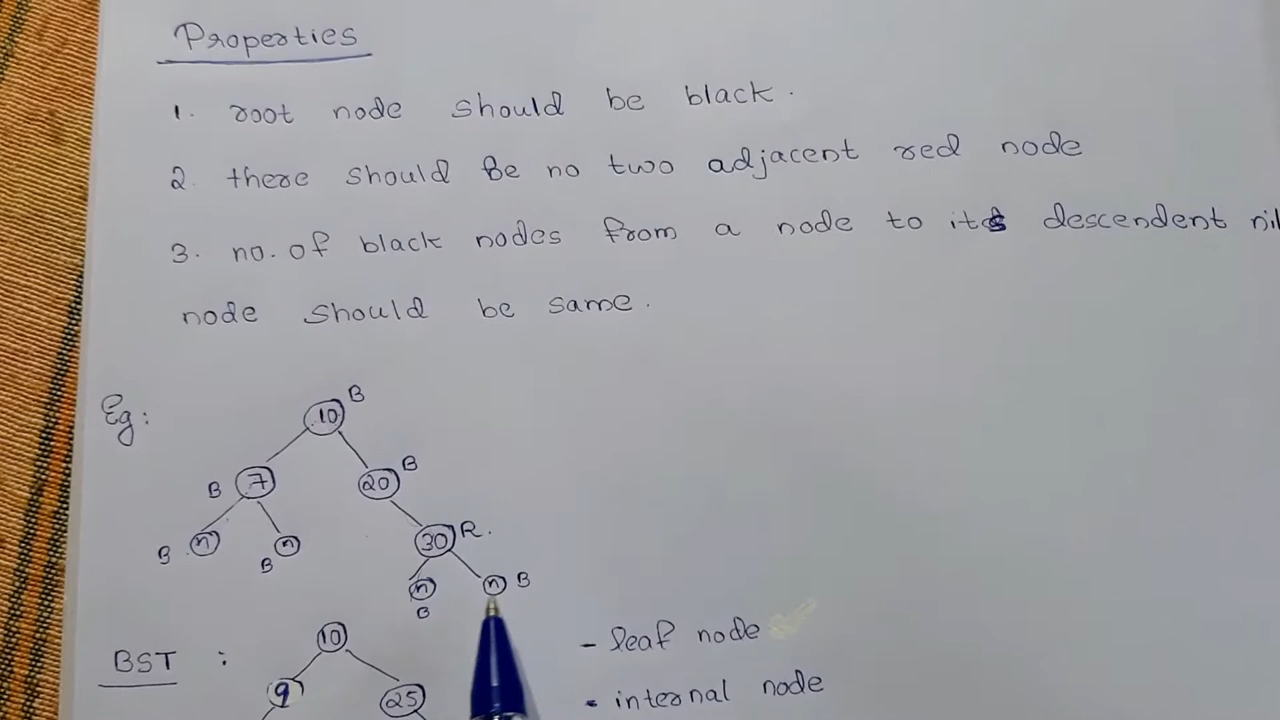 Properties
1. root node should be black.
2. there should be no two adjacent red node
3. no. of black nodes from a node to its descendent nil
node should be same.
Eg:
10 B
B 7
20 B
B n
B n
30 R.
n B
n B
BST :
10
9
25
- leaf node
- internal node